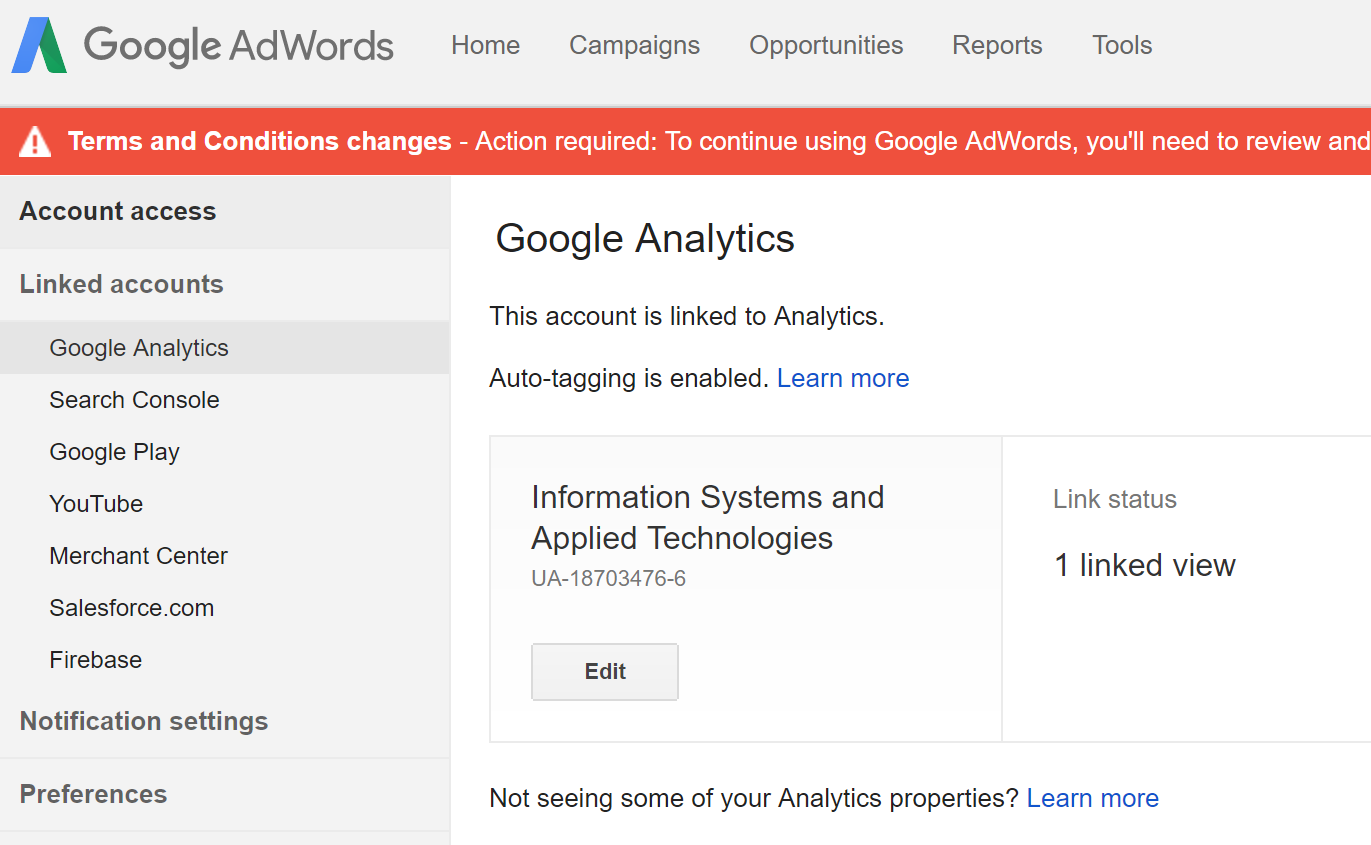 Google AdWords
Home
Campaigns
Opportunities
Reports
Tools
Terms and Conditions changes - Action required: To continue using Google AdWords, you'll need to review and
Account access
Linked accounts
Google Analytics
Search Console
Google Play
YouTube
Merchant Center
Salesforce.com
Firebase
Notification settings
Preferences
Google Analytics
This account is linked to Analytics.
Auto-tagging is enabled. Learn more
Information Systems and
Applied Technologies
UA-18703476-6
Edit
Link status
1 linked view
Not seeing some of your Analytics properties? Learn more